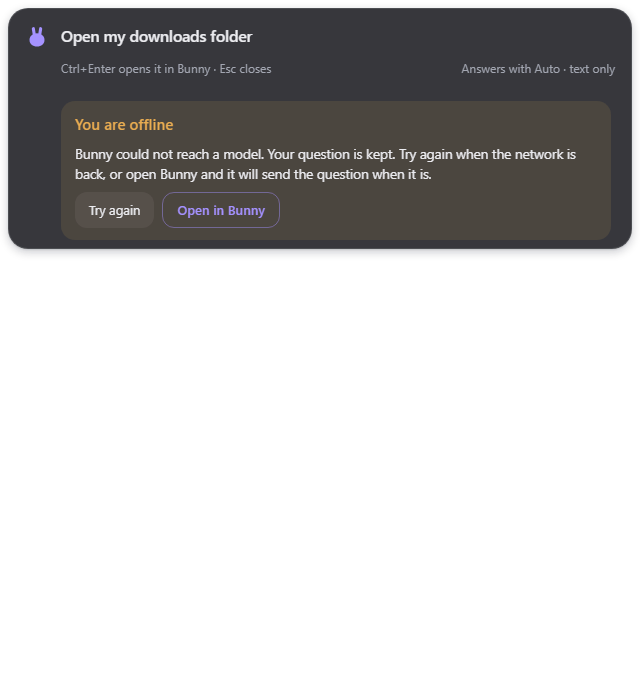 Open my downloads folder
Ctrl+Enter opens it in Bunny · Esc closes
Answers with Auto · text only
You are offline
Bunny could not reach a model. Your question is kept. Try again when the network is
back, or open Bunny and it will send the question when it is.
Try again
Open in Bunny